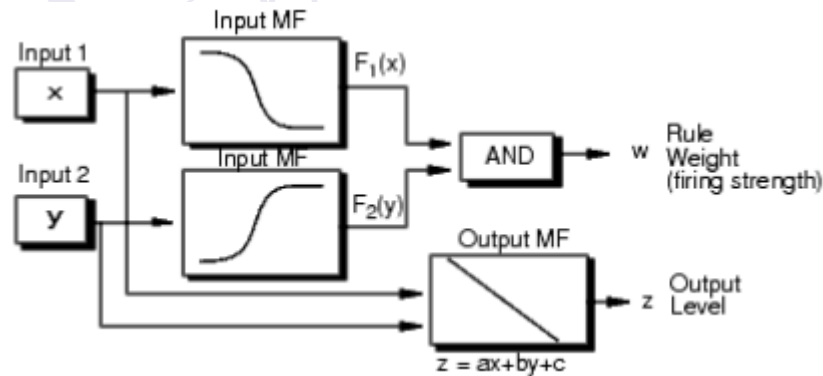 Input MF
Input 1
x
F₁(x)
Input MF
AND
w
Rule
Weight
(firing strength)
Input 2
y
F₂(y)
Output MF
z
Output
Level
z = ax+by+c